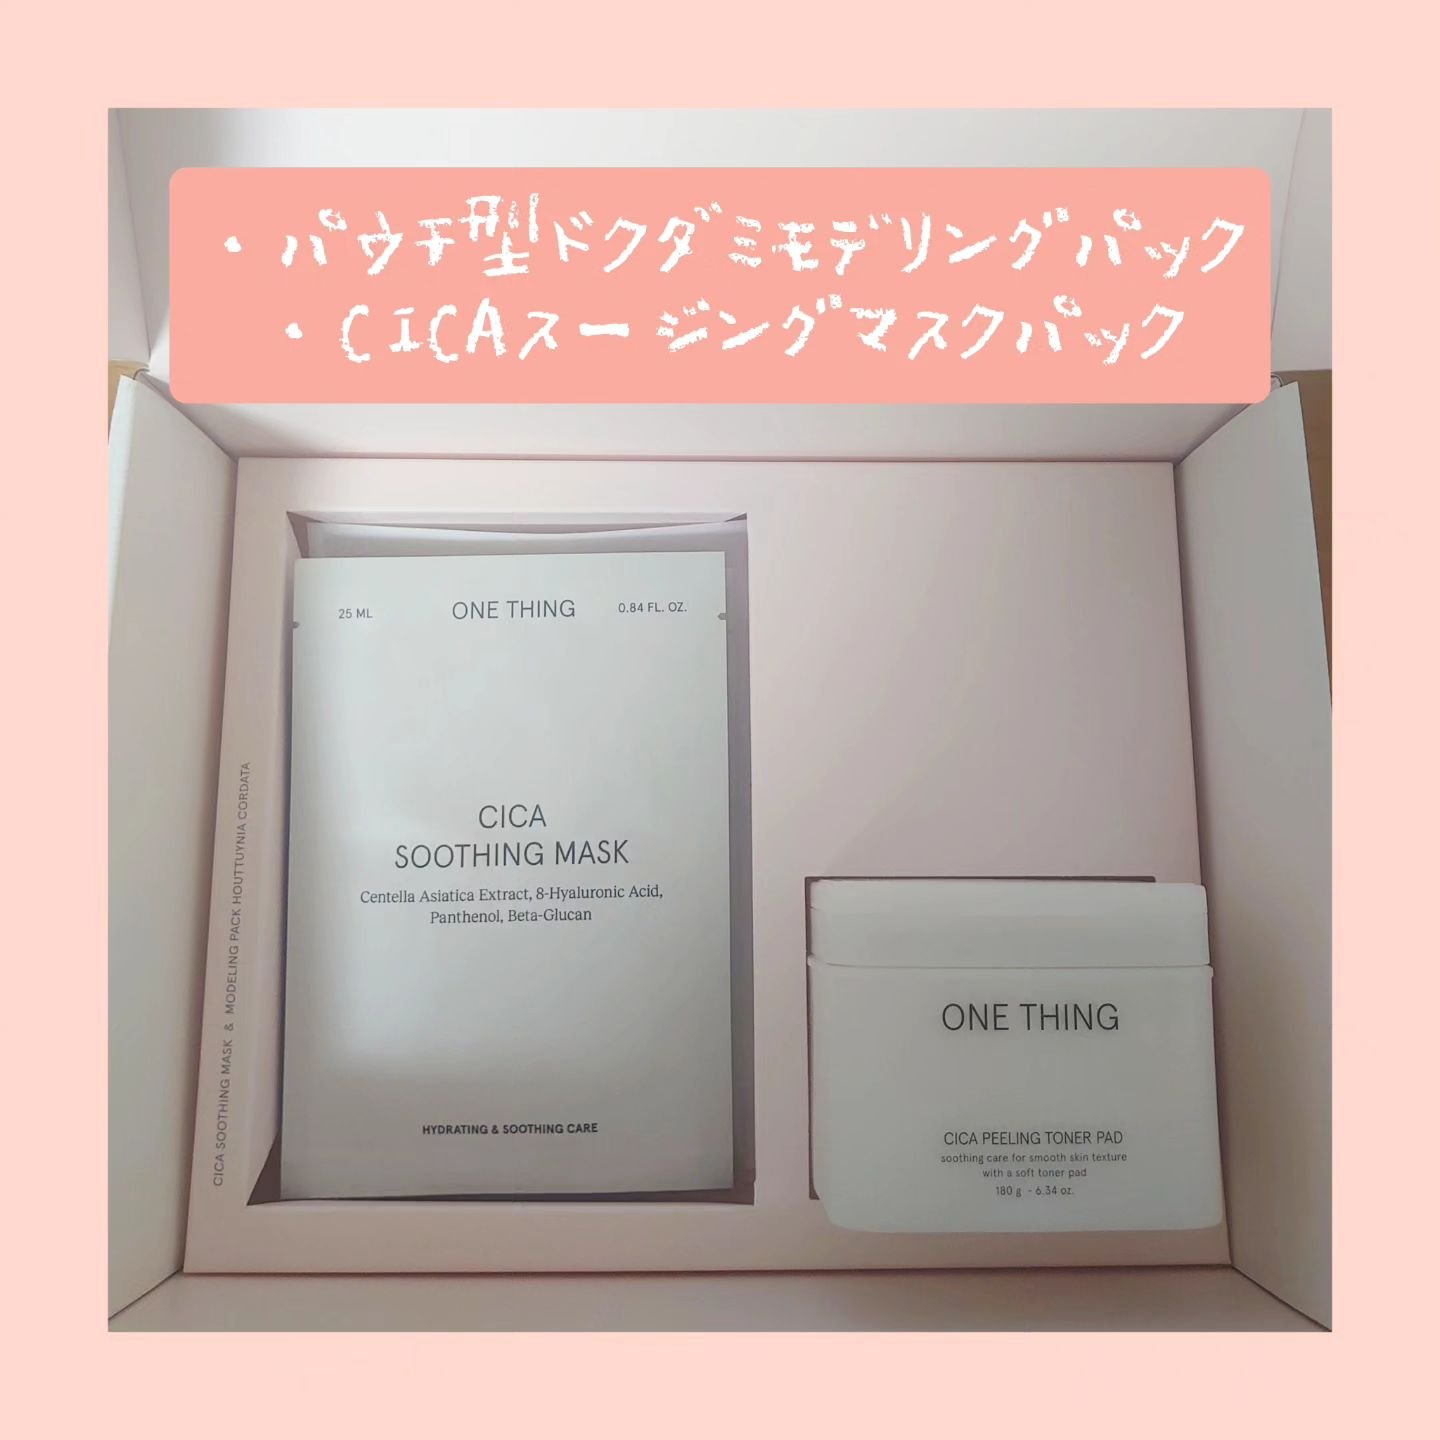 ・パウチ型ドクダミモデリングパック
・CICAスージングマスクパック
25 ML
ONE THING
0.84 FL. OZ.
CICA
SOOTHING MASK
Centella Asiatica Extract, 8-Hyaluronic Acid,
Panthenol, Beta-Glucan
HYDRATING & SOOTHING CARE
CICA SOOTHING MASK & MODELING PACK HOUTTUYNIA CORDATA
ONE THING
CICA PEELING TONER PAD
soothing care for smooth skin texture
with a soft toner pad
180 g - 6.34 oz.